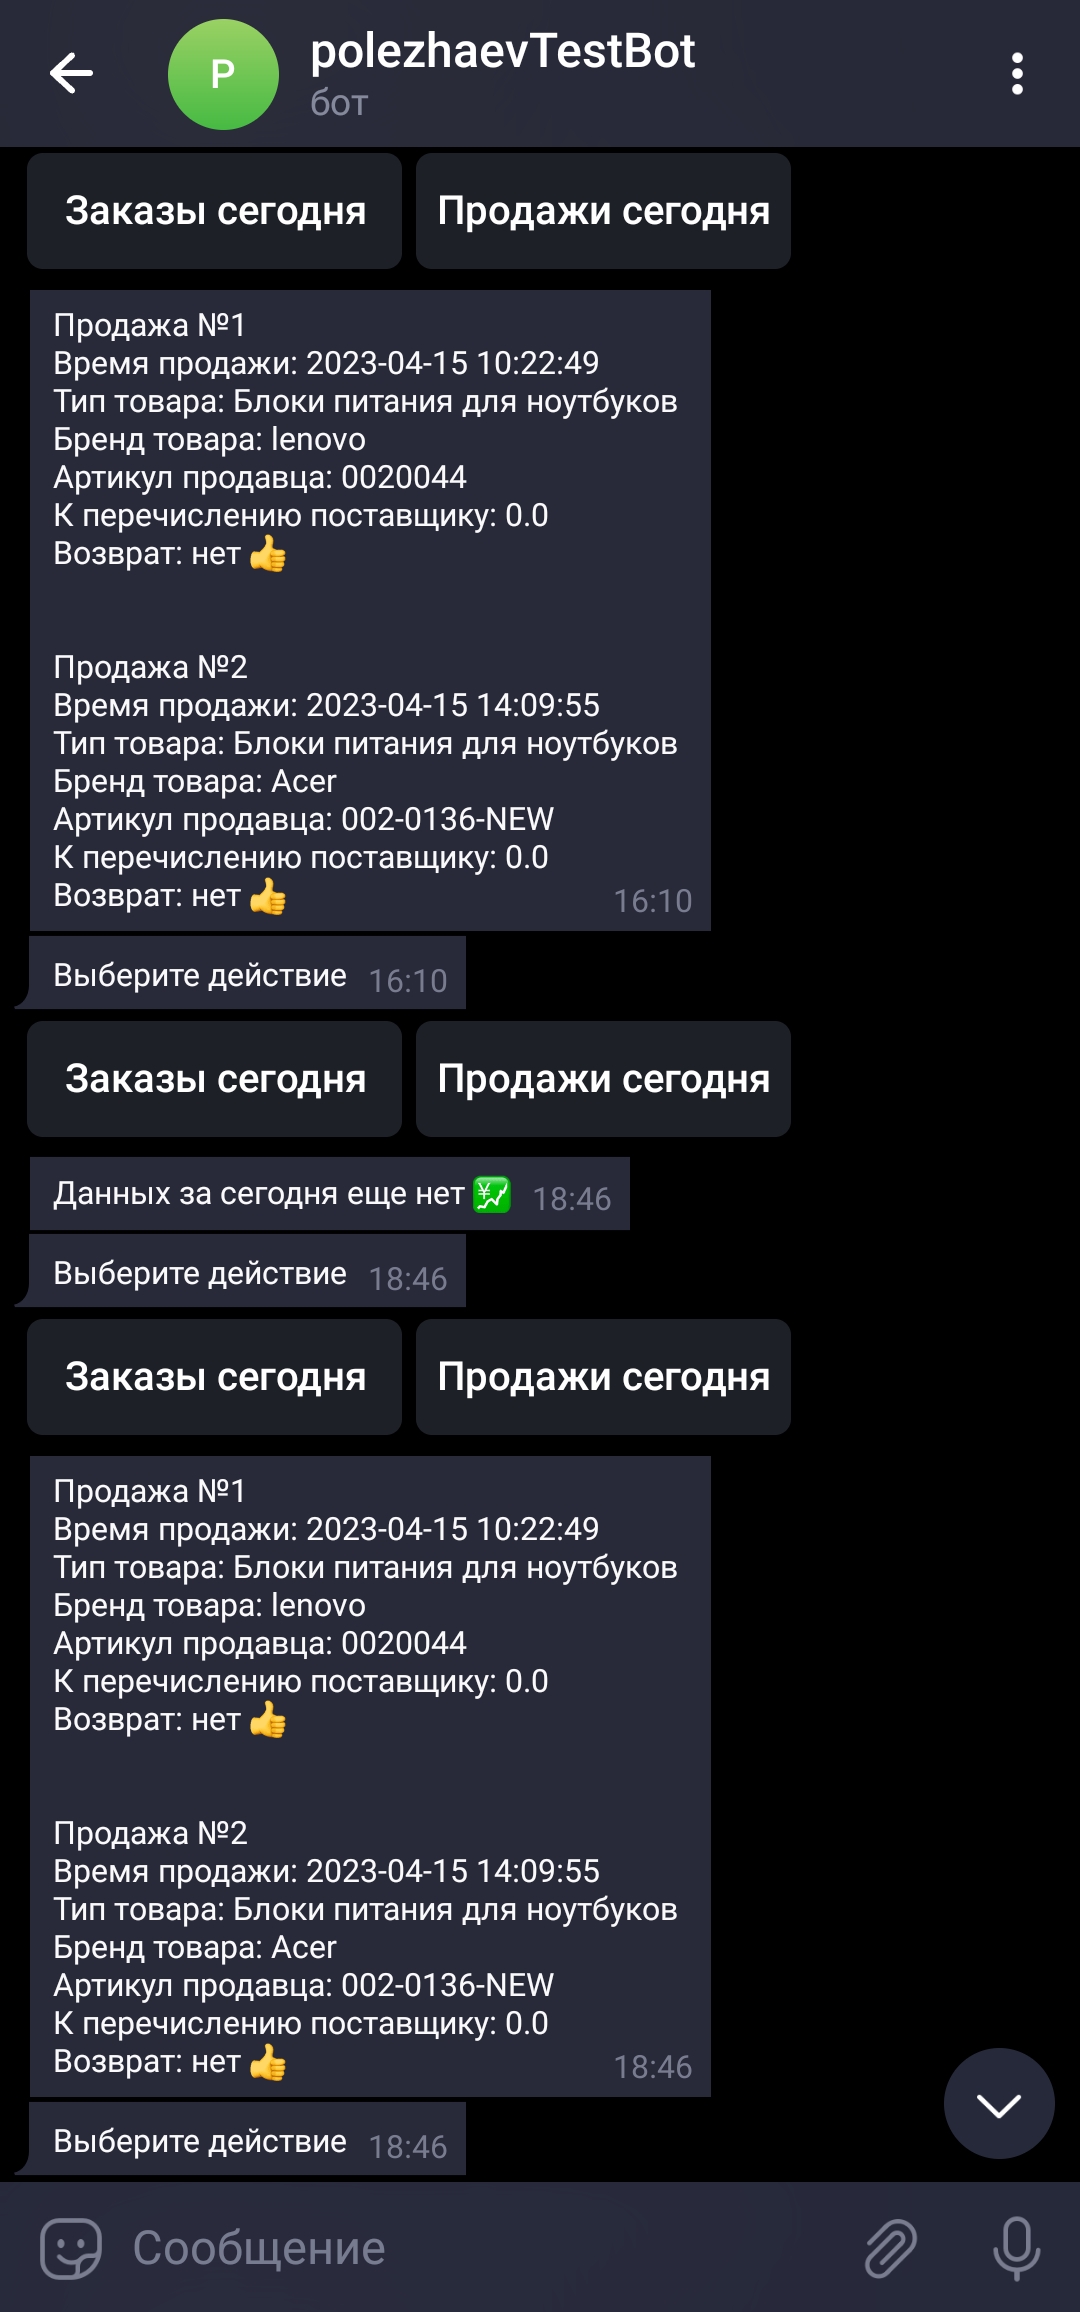 polezhaevTestBot
P
бот
Заказы сегодня
Продажи сегодня
Продажа №1
Время продажи: 2023-04-15 10:22:49
Тип товара: Блоки питания для ноутбуков
Бренд товара: lenovo
Артикул продавца: 0020044
К перечислению поставщику: 0.0
Возврат: нет 👍
Продажа №2
Время продажи: 2023-04-15 14:09:55
Тип товара: Блоки питания для ноутбуков
Бренд товара: Acer
Артикул продавца: 002-0136-NEW
К перечислению поставщику: 0.0
Возврат: нет 👍 16:10
Выберите действие 16:10
Заказы сегодня
Продажи сегодня
Данных за сегодня еще нет 💹 18:46
Выберите действие 18:46
Заказы сегодня
Продажи сегодня
Продажа №1
Время продажи: 2023-04-15 10:22:49
Тип товара: Блоки питания для ноутбуков
Бренд товара: lenovo
Артикул продавца: 0020044
К перечислению поставщику: 0.0
Возврат: нет 👍
Продажа №2
Время продажи: 2023-04-15 14:09:55
Тип товара: Блоки питания для ноутбуков
Бренд товара: Acer
Артикул продавца: 002-0136-NEW
К перечислению поставщику: 0.0
Возврат: нет 👍 18:46
Выберите действие 18:46
Сообщение